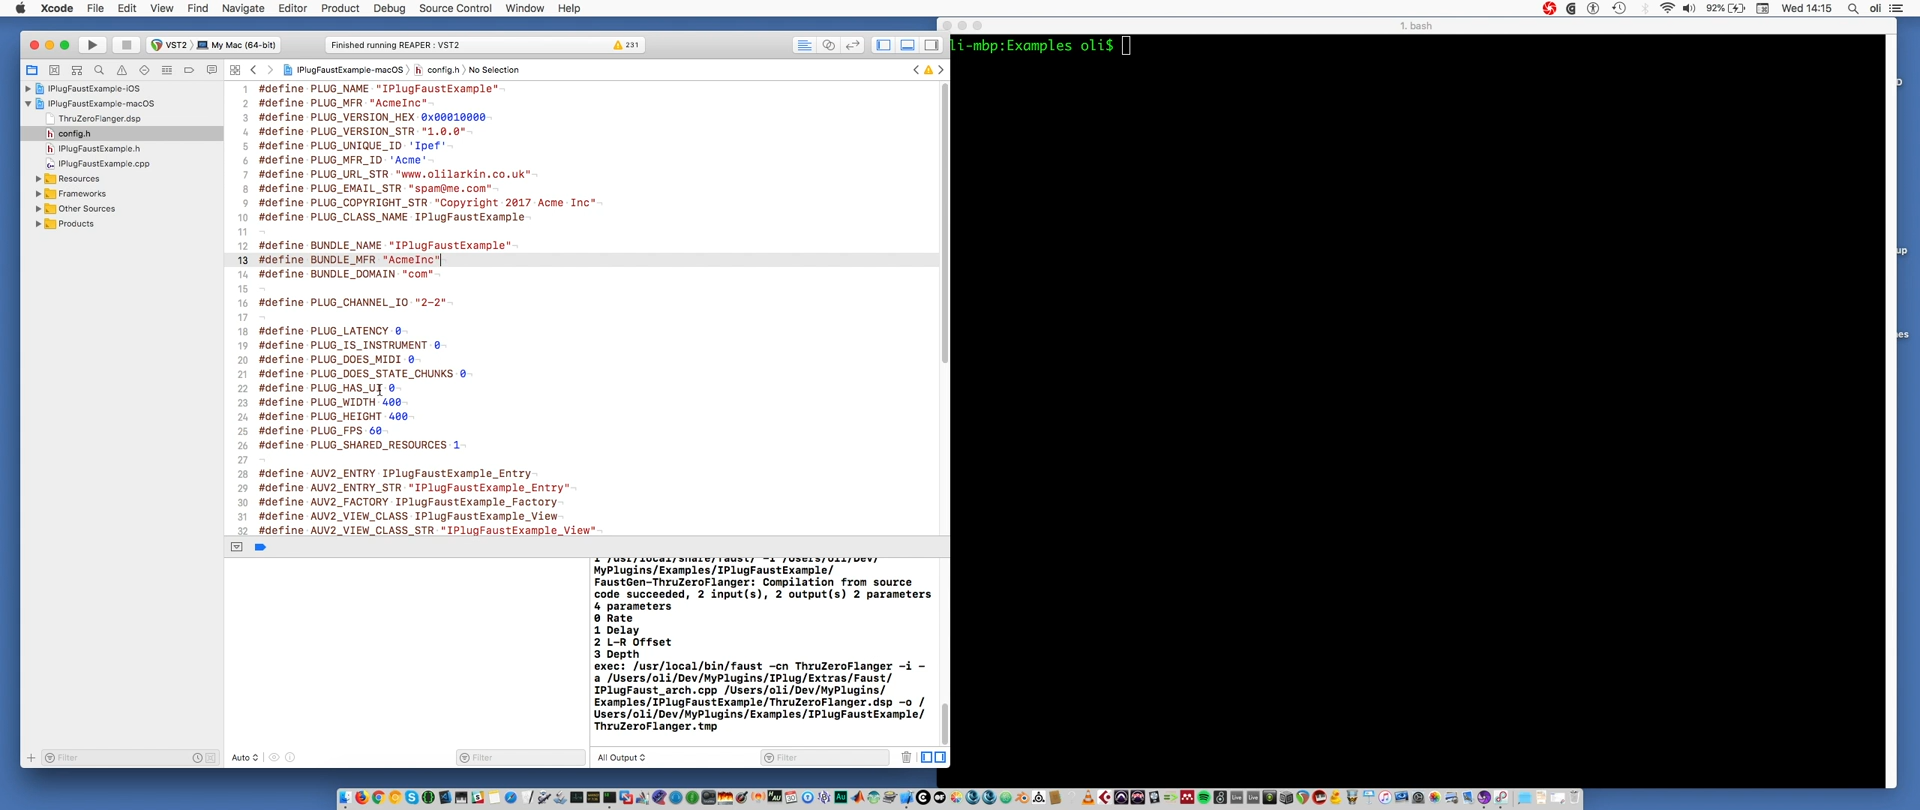 Xcode File Edit View Find Navigate Editor Product Debug Source Control Window Help
92% Wed 14:15 oli
VST2 My Mac (64-bit)
Finished running REAPER : VST2
231
1. bash
oli-mbp:Examples oli$
IPlugFaustExample-macOS config.h No Selection
IPlugFaustExample-iOS
IPlugFaustExample-macOS
ThruZeroFlanger.dsp
config.h
IPlugFaustExample.h
IPlugFaustExample.cpp
Resources
Frameworks
Other Sources
Products
1 #define PLUG_NAME "IPlugFaustExample"
2 #define PLUG_MFR "AcmeInc"
3 #define PLUG_VERSION_HEX 0x00010000
4 #define PLUG_VERSION_STR "1.0.0"
5 #define PLUG_UNIQUE_ID 'Ipef'
6 #define PLUG_MFR_ID 'Acme'
7 #define PLUG_URL_STR "www.olilarkin.co.uk"
8 #define PLUG_EMAIL_STR "spam@me.com"
9 #define PLUG_COPYRIGHT_STR "Copyright 2017 Acme Inc"
10 #define PLUG_CLASS_NAME IPlugFaustExample
11
12 #define BUNDLE_NAME "IPlugFaustExample"
13 #define BUNDLE_MFR "AcmeInc"
14 #define BUNDLE_DOMAIN "com"
15
16 #define PLUG_CHANNEL_IO "2-2"
17
18 #define PLUG_LATENCY 0
19 #define PLUG_IS_INSTRUMENT 0
20 #define PLUG_DOES_MIDI 0
21 #define PLUG_DOES_STATE_CHUNKS 0
22 #define PLUG_HAS_UI 0
23 #define PLUG_WIDTH 400
24 #define PLUG_HEIGHT 400
25 #define PLUG_FPS 60
26 #define PLUG_SHARED_RESOURCES 1
27
28 #define AUV2_ENTRY IPlugFaustExample_Entry
29 #define AUV2_ENTRY_STR "IPlugFaustExample_Entry"
30 #define AUV2_FACTORY IPlugFaustExample_Factory
31 #define AUV2_VIEW_CLASS IPlugFaustExample_View
32 #define AUV2_VIEW_CLASS_STR "IPlugFaustExample_View"
i /usr/local/share/faust/ -i /Users/oli/Dev/
MyPlugins/Examples/IPlugFaustExample/
FaustGen-ThruZeroFlanger: Compilation from source
code succeeded, 2 input(s), 2 output(s) 2 parameters
4 parameters
0 Rate
1 Delay
2 L-R Offset
3 Depth
exec: /usr/local/bin/faust -cn ThruZeroFlanger -i -
a /Users/oli/Dev/MyPlugins/IPlug/Extras/Faust/
IPlugFaust_arch.cpp /Users/oli/Dev/MyPlugins/
Examples/IPlugFaustExample/ThruZeroFlanger.dsp -o /
Users/oli/Dev/MyPlugins/Examples/IPlugFaustExample/
ThruZeroFlanger.tmp
Filter
Auto
Filter
All Output
Filter